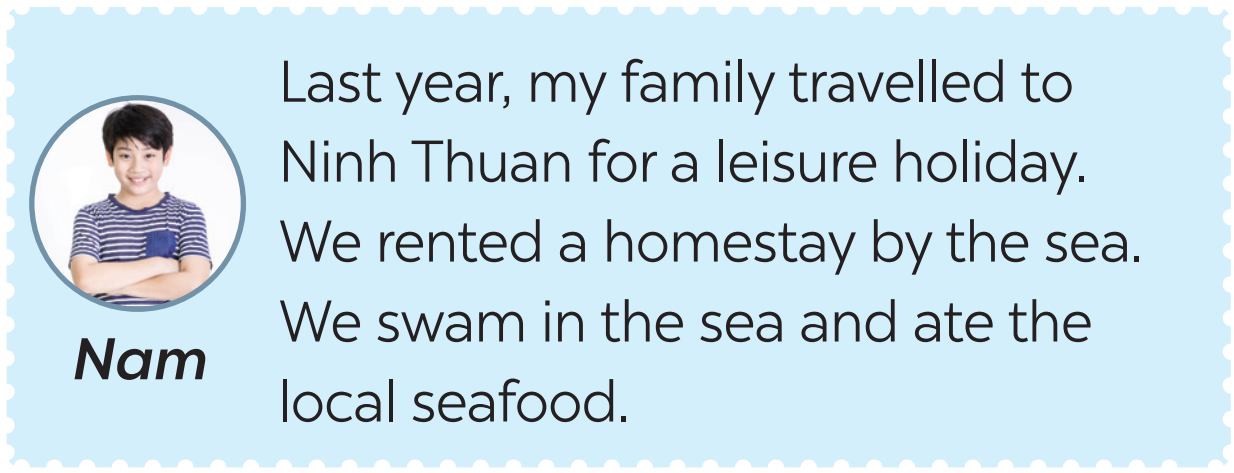 Last year, my family travelled to
Ninh Thuan for a leisure holiday.
We rented a homestay by the sea.
We swam in the sea and ate the
local seafood.
Nam